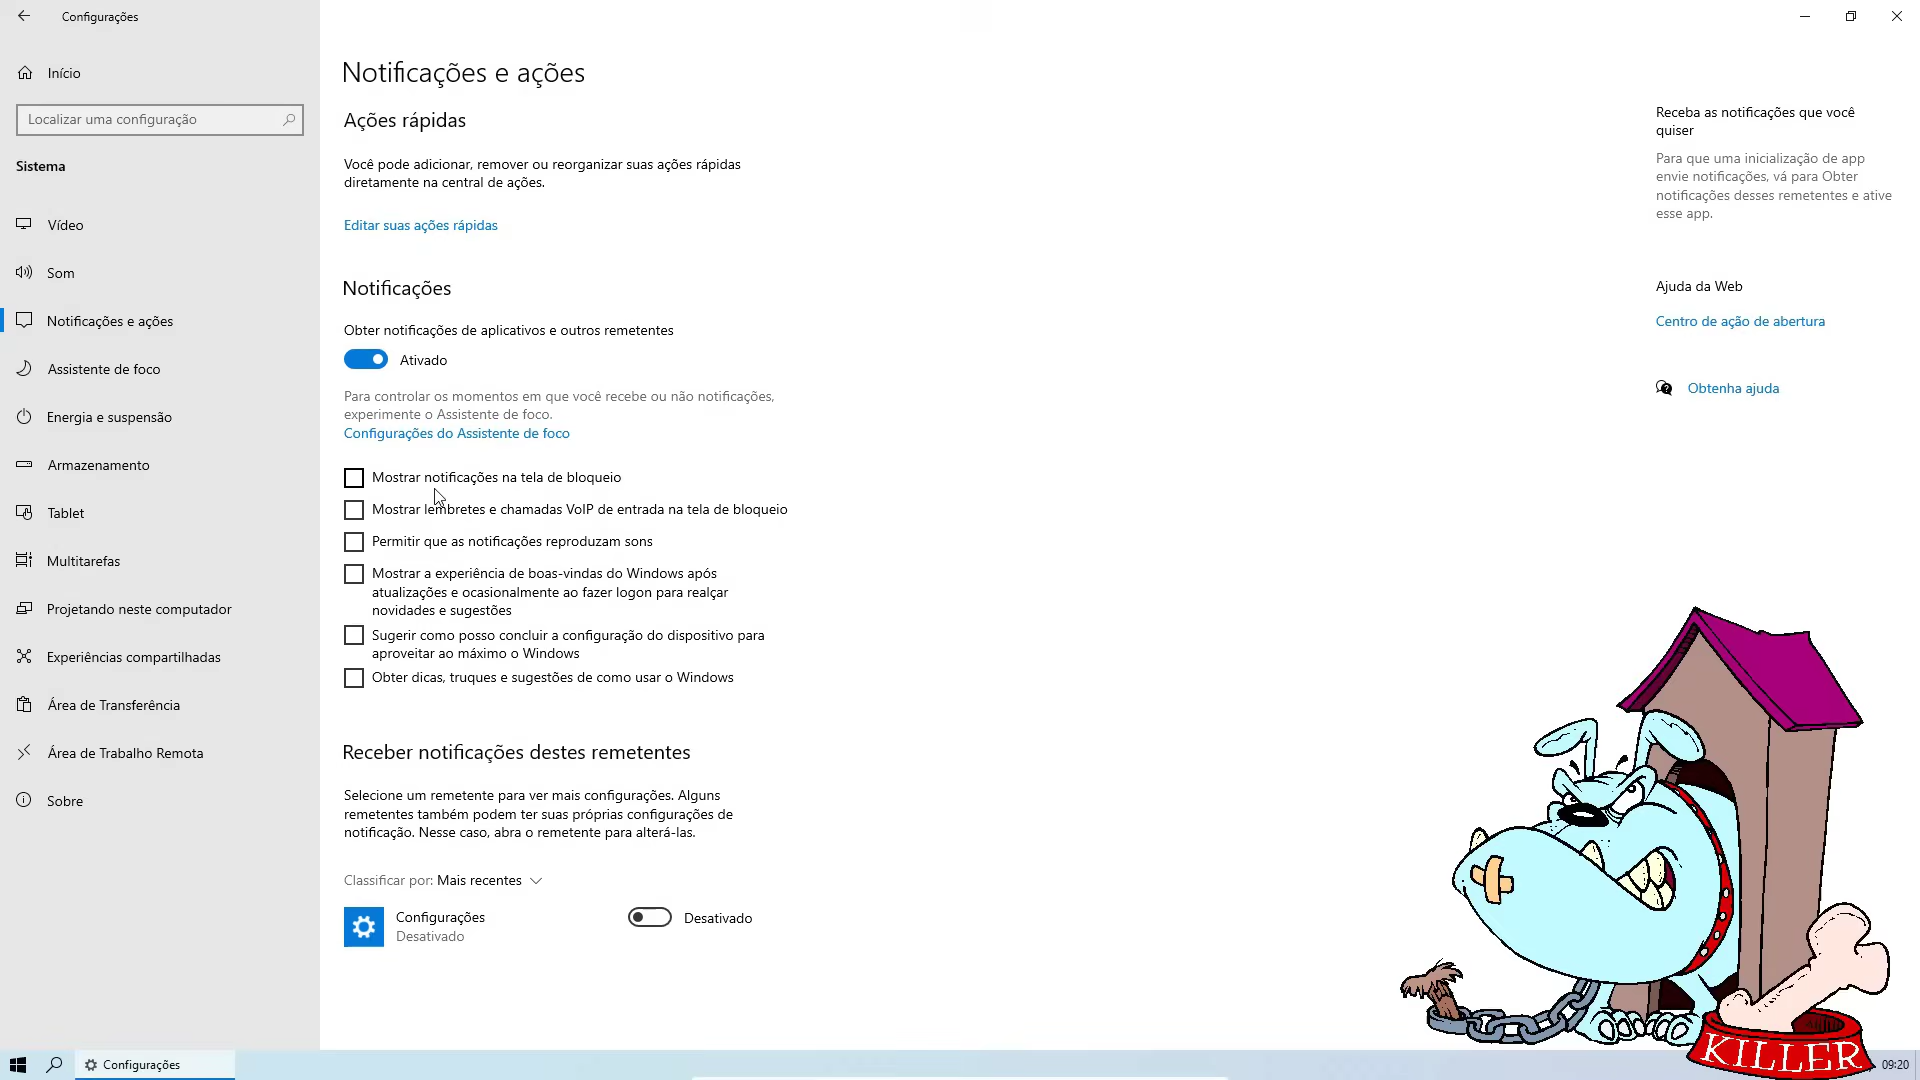 Configurações
Início
Localizar uma configuração
Sistema
Vídeo
Som
Notificações e ações
Assistente de foco
Energia e suspensão
Armazenamento
Tablet
Multitarefas
Projetando neste computador
Experiências compartilhadas
Área de Transferência
Área de Trabalho Remota
Sobre
Notificações e ações
Ações rápidas
Você pode adicionar, remover ou reorganizar suas ações rápidas
diretamente na central de ações.
Editar suas ações rápidas
Notificações
Obter notificações de aplicativos e outros remetentes
Ativado
Para controlar os momentos em que você recebe ou não notificações,
experimente o Assistente de foco.
Configurações do Assistente de foco
Mostrar notificações na tela de bloqueio
Mostrar lembretes e chamadas VoIP de entrada na tela de bloqueio
Permitir que as notificações reproduzam sons
Mostrar a experiência de boas-vindas do Windows após
atualizações e ocasionalmente ao fazer logon para realçar
novidades e sugestões
Sugerir como posso concluir a configuração do dispositivo para
aproveitar ao máximo o Windows
Obter dicas, truques e sugestões de como usar o Windows
Receber notificações destes remetentes
Selecione um remetente para ver mais configurações. Alguns
remetentes também podem ter suas próprias configurações de
notificação. Nesse caso, abra o remetente para alterá-las.
Classificar por: Mais recentes
Configurações
Desativado
Desativado
Receba as notificações que você
quiser
Para que uma inicialização de app
envie notificações, vá para Obter
notificações desses remetentes e ative
esse app.
Ajuda da Web
Centro de ação de abertura
Obtenha ajuda
KILLER
Configurações
09:20